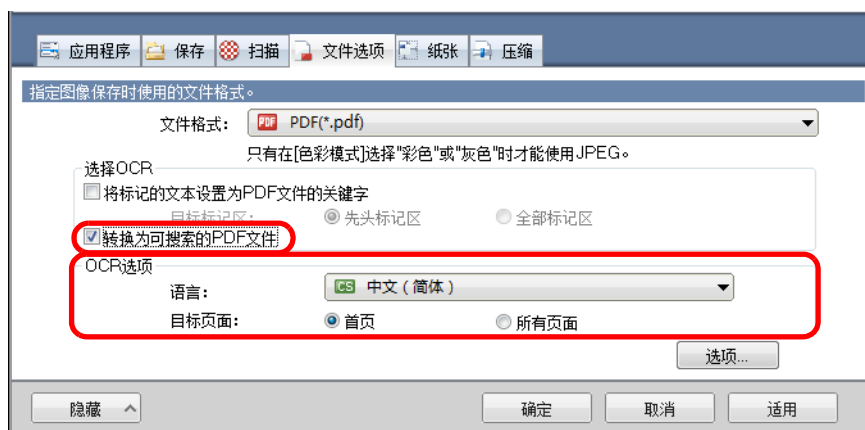 应用程序 保存 扫描 文件选项 纸张 压缩
指定图像保存时使用的文件格式。
文件格式： PDF PDF(*.pdf)
只有在[色彩模式]选择"彩色"或"灰色"时才能使用JPEG。
选择OCR
将标记的文本设置为PDF文件的关键字
目标标记区： 先头标记区 全部标记区
转换为可搜索的PDF文件
OCR选项
语言： CS 中文（简体）
目标页面： 首页 所有页面
选项...
隐藏 确定 取消 适用